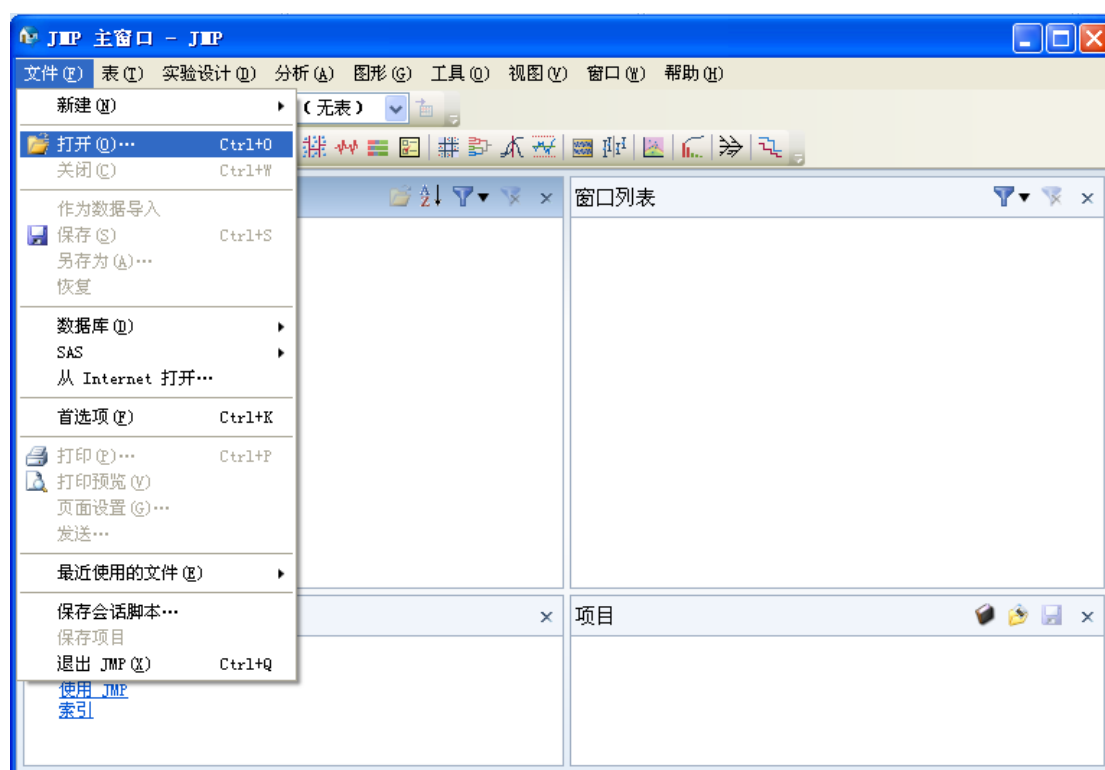 JMP 主窗口 - JMP
文件(F) 表(T) 实验设计(D) 分析(A) 图形(G) 工具(O) 视图(V) 窗口(W) 帮助(H)
新建(N)
(无表)
打开(O)… Ctrl+O
关闭(C) Ctrl+W
窗口列表
作为数据导入
保存(S) Ctrl+S
另存为(A)…
恢复
数据库(D)
SAS
从 Internet 打开…
首选项(F) Ctrl+K
打印(P)… Ctrl+P
打印预览(V)
页面设置(G)…
发送…
最近使用的文件(E)
保存会话脚本…
项目
保存项目
退出 JMP(X) Ctrl+Q
使用 JMP
索引